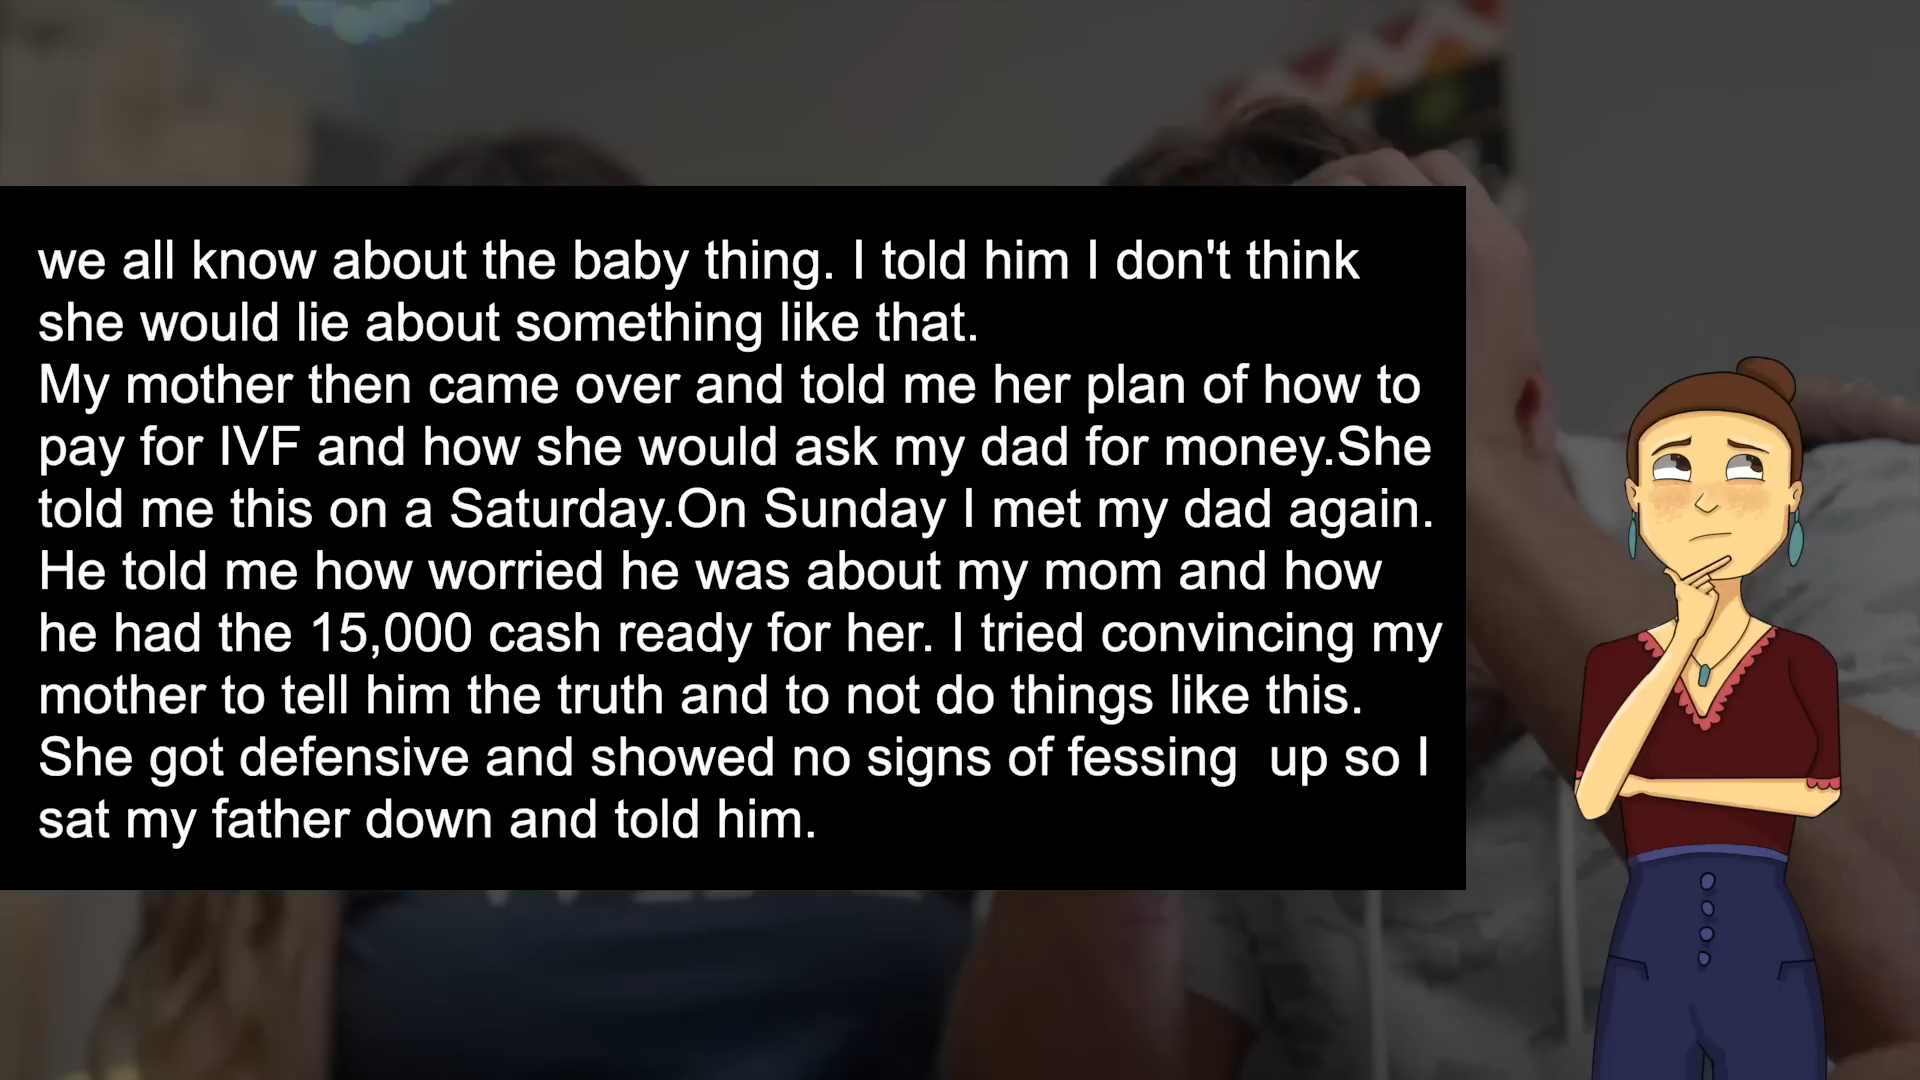 we all know about the baby thing. I told him I don't think
she would lie about something like that.
My mother then came over and told me her plan of how to
pay for IVF and how she would ask my dad for money.She
told me this on a Saturday.On Sunday I met my dad again.
He told me how worried he was about my mom and how
he had the 15,000 cash ready for her. I tried convincing my
mother to tell him the truth and to not do things like this.
She got defensive and showed no signs of fessing  up so I
sat my father down and told him.